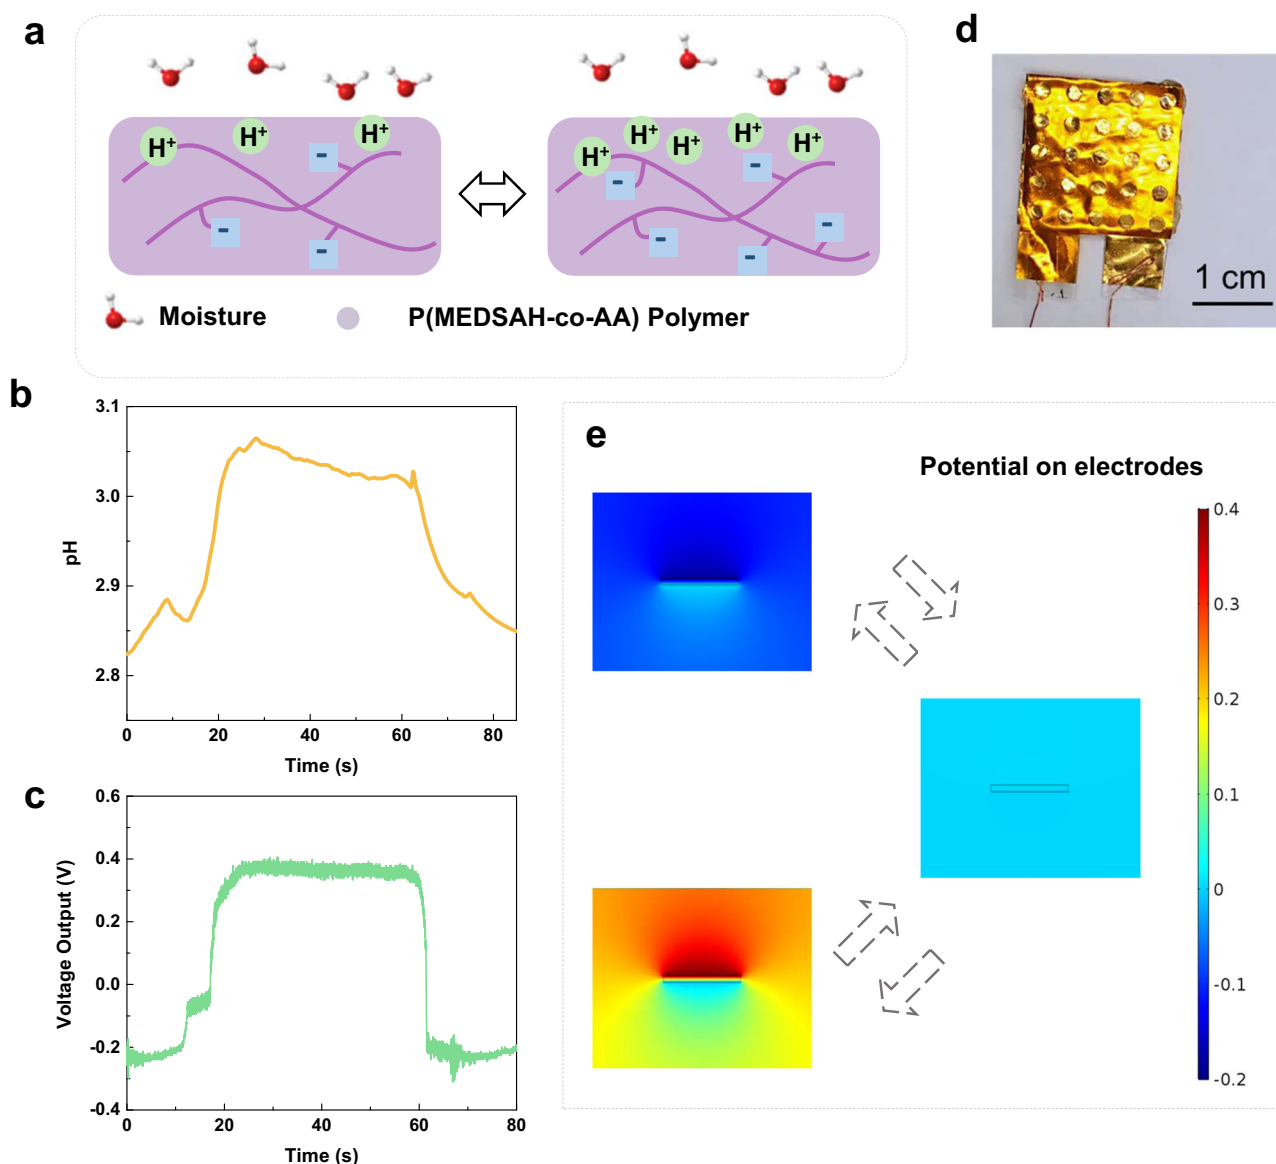 a
H+ H+ H+
- - -
H+ H+ H+ H+ H+
- - - - -
Moisture
P(MEDSAH-co-AA) Polymer
d
1 cm
b
3.1
3.0
2.9
2.8
pH
0 20 40 60 80
Time (s)
c
0.6
0.4
0.2
0.0
-0.2
-0.4
Voltage Output (V)
0 20 40 60 80
Time (s)
e
Potential on electrodes
0.4
0.3
0.2
0.1
0
-0.1
-0.2